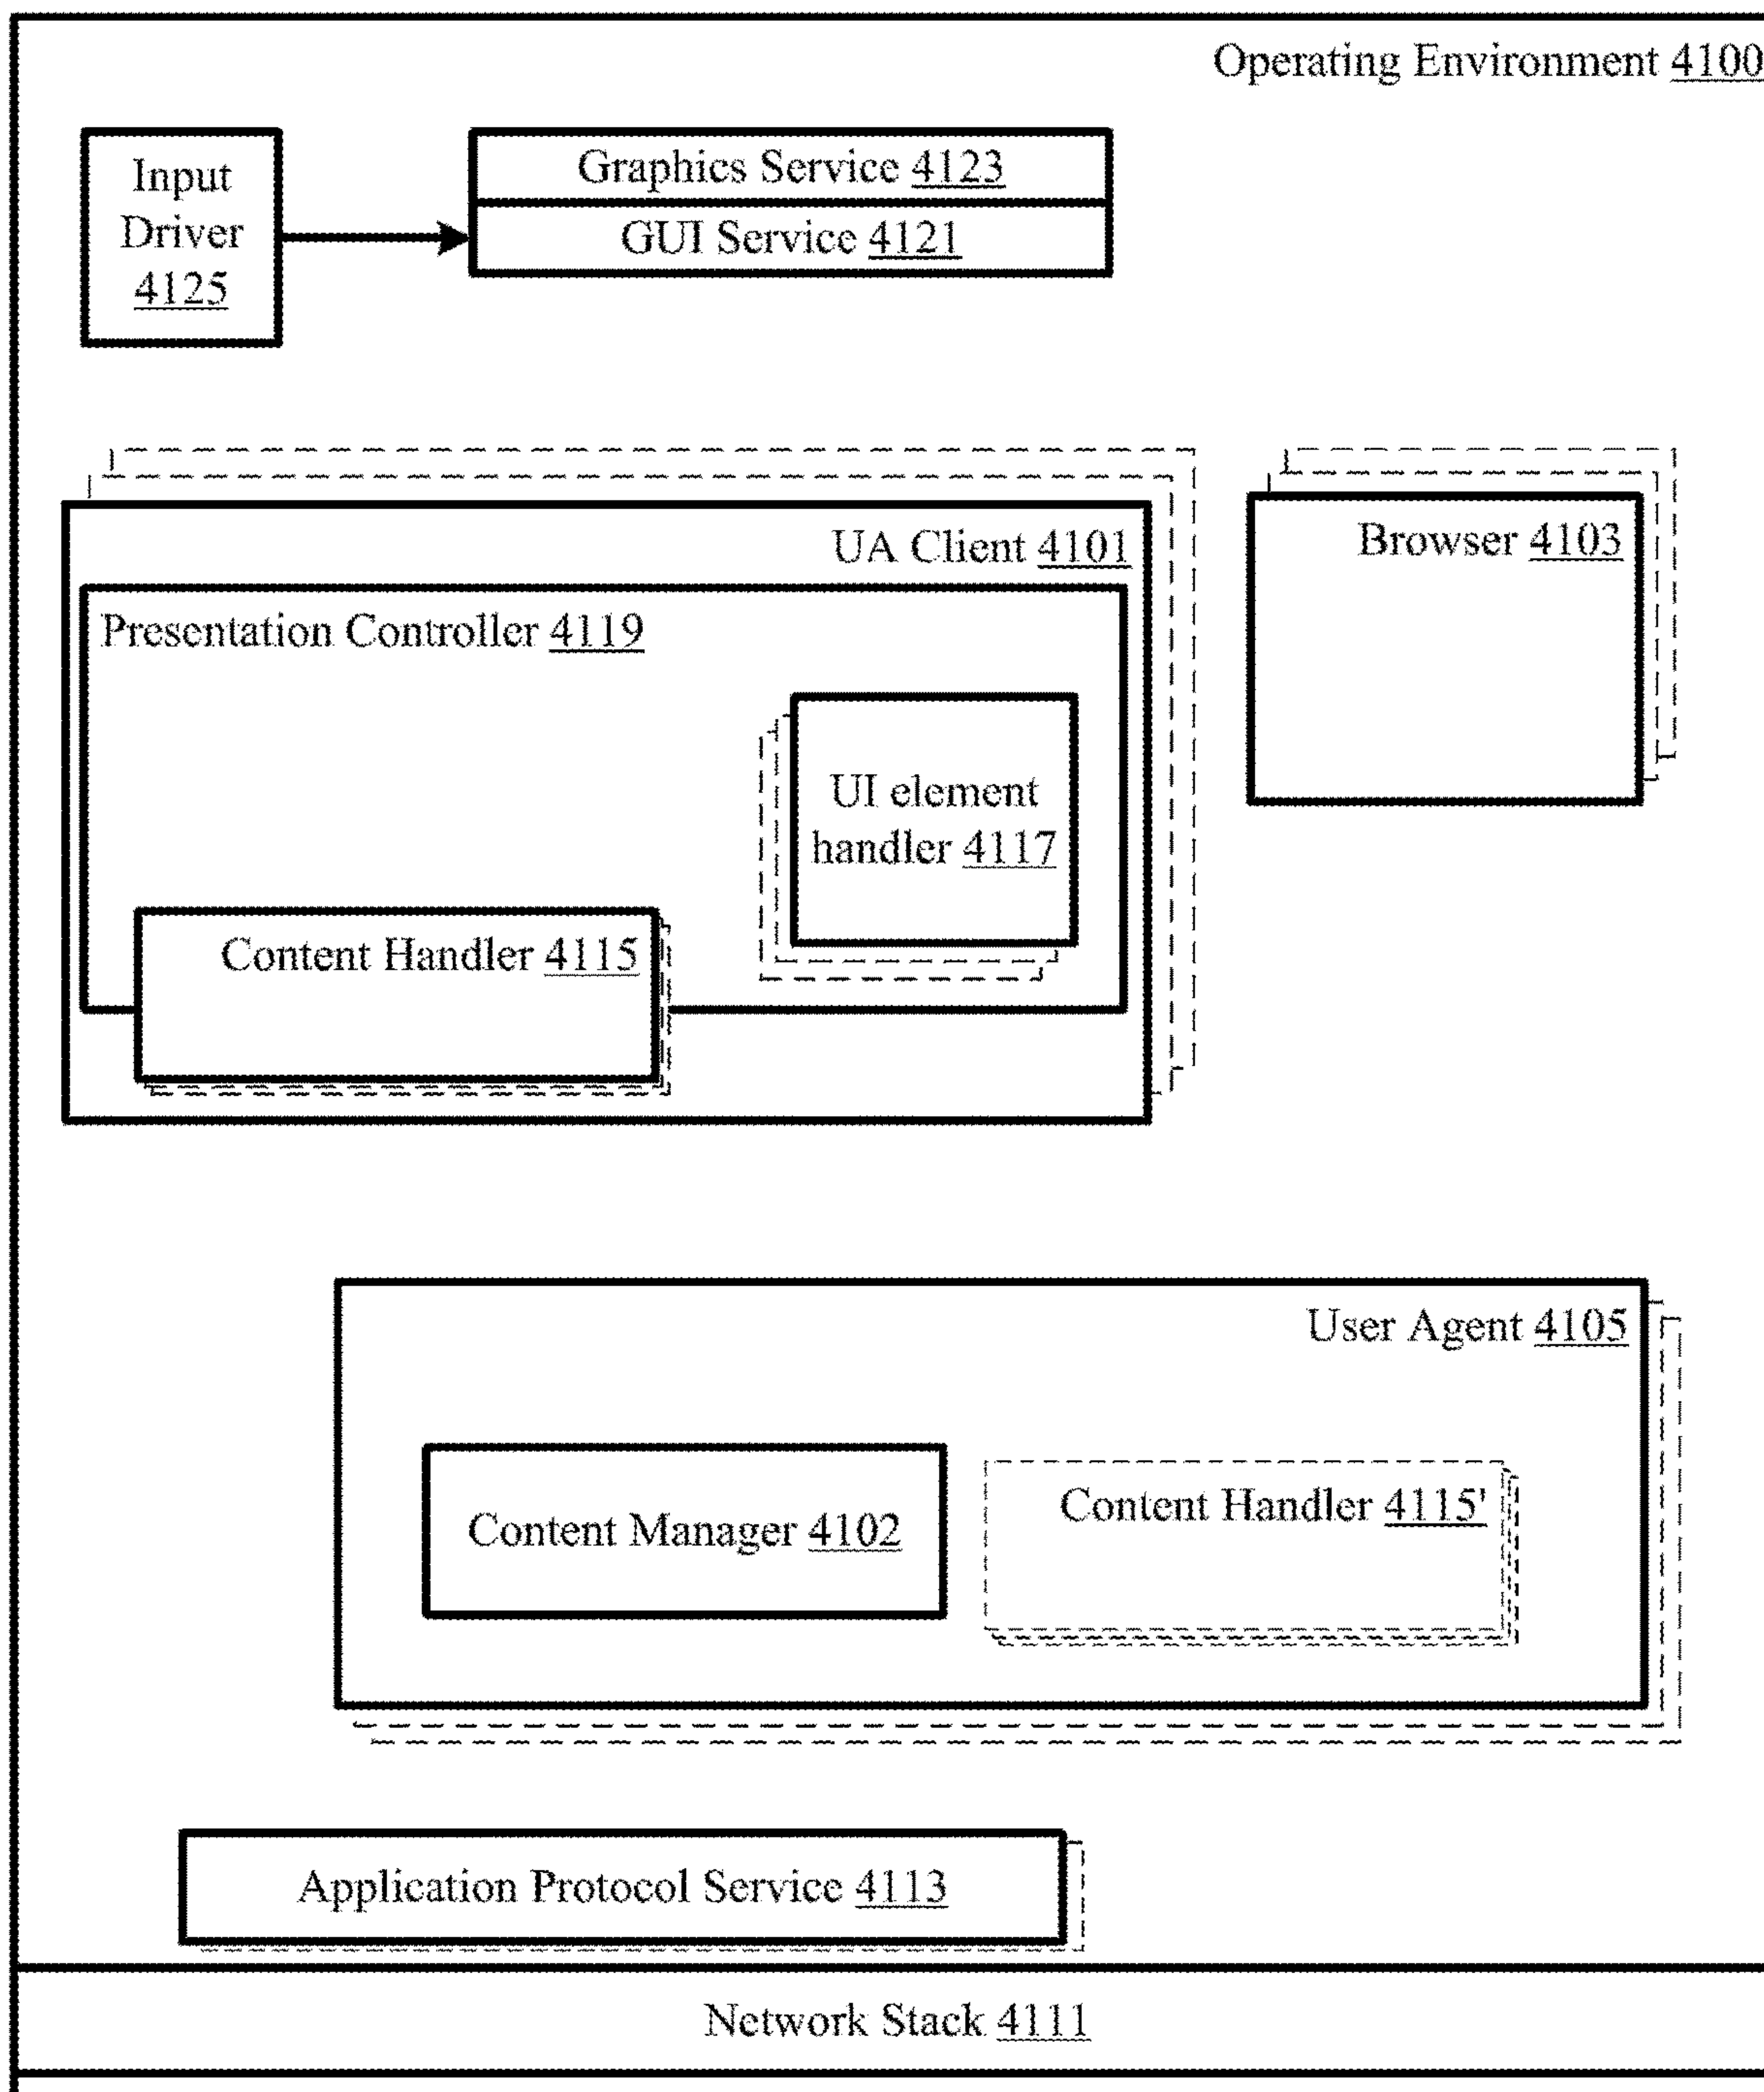 Operating Environment 4100
Input
Driver
4125
Graphics Service 4123
GUI Service 4121
UA Client 4101
Browser 4103
Presentation Controller 4119
UI element
handler 4117
Content Handler 4115
User Agent 4105
Content Manager 4102
Content Handler 4115'
Application Protocol Service 4113
Network Stack 4111